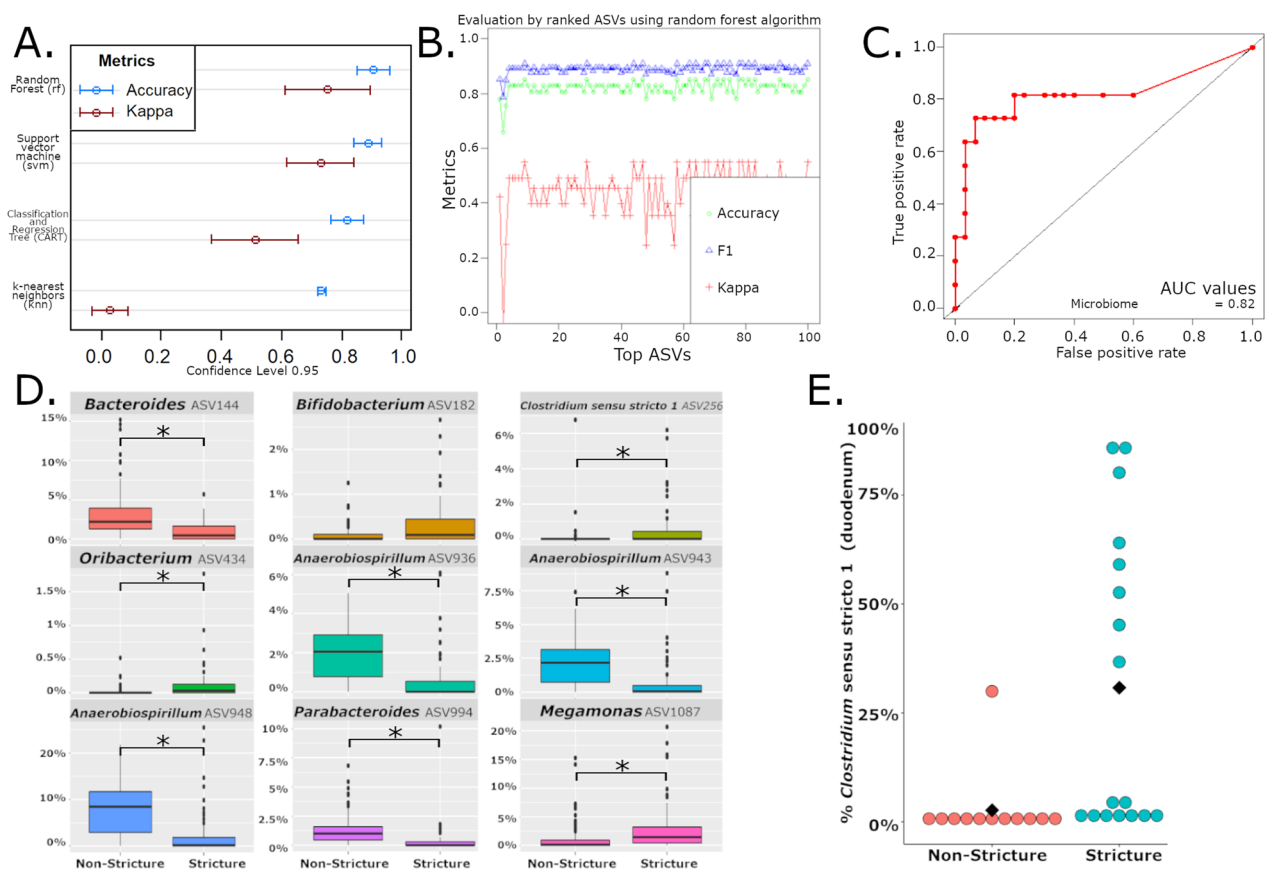 A.
Metrics
Accuracy
Kappa
Random
Forest (rf)
Support
vector
machine
(svm)
Classification
and
Regression
Tree (CART)
k-nearest
neighbors
(knn)
0.0 0.2 0.4 0.6 0.8 1.0
Confidence Level 0.95
B.
Evaluation by ranked ASVs using random forest algorithm
Metrics
1.0
0.8
0.6
0.4
0.2
0.0
Accuracy
F1
Kappa
0 20 40 60 80 100
Top ASVs
C.
True positive rate
1.0
0.8
0.6
0.4
0.2
0.0
AUC values
Microbiome = 0.82
0.0 0.2 0.4 0.6 0.8 1.0
False positive rate
D.
Bacteroides ASV144
15%
10%
5%
0%
*
Bifidobacterium ASV182
2%
1%
0%
Clostridium sensu stricto 1 ASV256
6%
4%
2%
0%
*
Oribacterium ASV434
1.5%
1%
0.5%
0%
*
Anaerobiospirillum ASV936
6%
4%
2%
0%
*
Anaerobiospirillum ASV943
7.5%
5%
2.5%
0%
*
Anaerobiospirillum ASV948
20%
10%
0%
*
Non-Stricture Stricture
Parabacteroides ASV994
10%
7.5%
5%
2.5%
0%
*
Non-Stricture Stricture
Megamonas ASV1087
20%
15%
10%
5%
0%
*
Non-Stricture Stricture
E.
% Clostridium sensu stricto 1 (duodenum)
100%
75%
50%
25%
0%
Non-Stricture Stricture